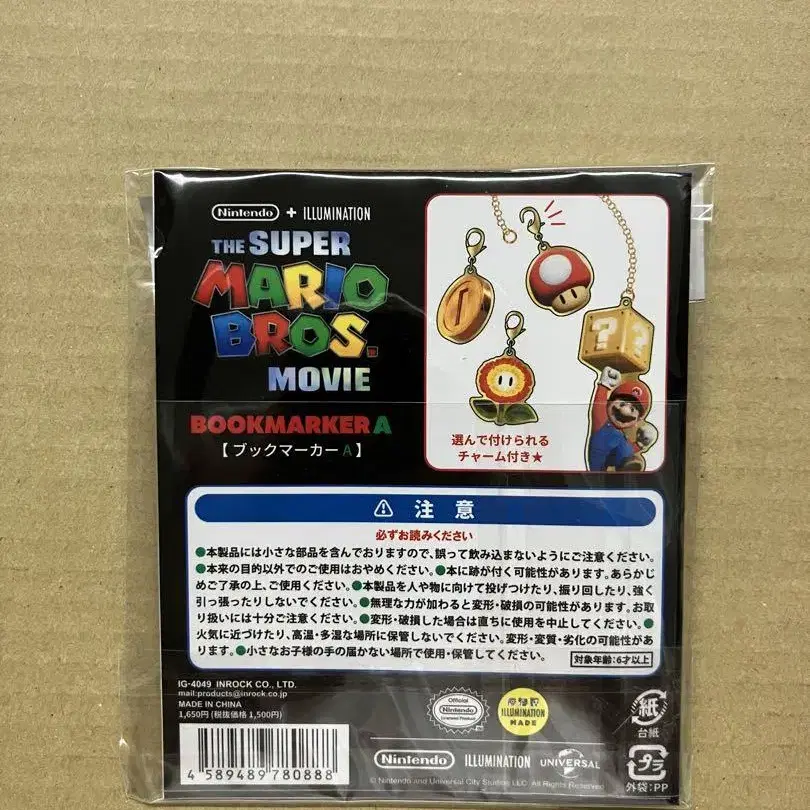 Nintendo + ILLUMINATION
THE SUPER
MARIO
BROS.
MOVIE
BOOKMARKER A
【ブックマーカーA】
? ?
選んで付けられる
チャーム付き★
⚠ 注意
必ずお読みください
●本製品には小さな部品を含んでおりますので、誤って飲み込まないようにご注意ください。
●本来の目的以外でのご使用はおやめください。●本に跡が付く可能性があります。あらかじ
めご了承の上、ご使用ください。●本製品を人や物に向けて投げつけたり、振り回したり、強く
引っ張ったりしないでください。●無理な力が加わると変形・破損の可能性があります。お取
り扱いには十分ご注意ください。●変形・破損した場合は直ちに使用を中止してください。●
火気に近づけたり、高温・多湿な場所に保管しないでください。変形・変質・劣化の可能性があ
ります。●小さなお子様の手の届かない場所で使用・保管してください。
対象年齢:6才以上
IG-4049 INROCK CO., LTD.
mail:products@inrock.co.jp
MADE IN CHINA
1,650円 (税抜価格 1,500円)
4 589489 780888
Official
Nintendo
Licensed Product
ILLUMINATION
MADE
紙
台紙
プラ
外袋:PP
Nintendo ILLUMINATION UNIVERSAL
© Nintendo and Universal City Studios LLC. All Rights Reserved.